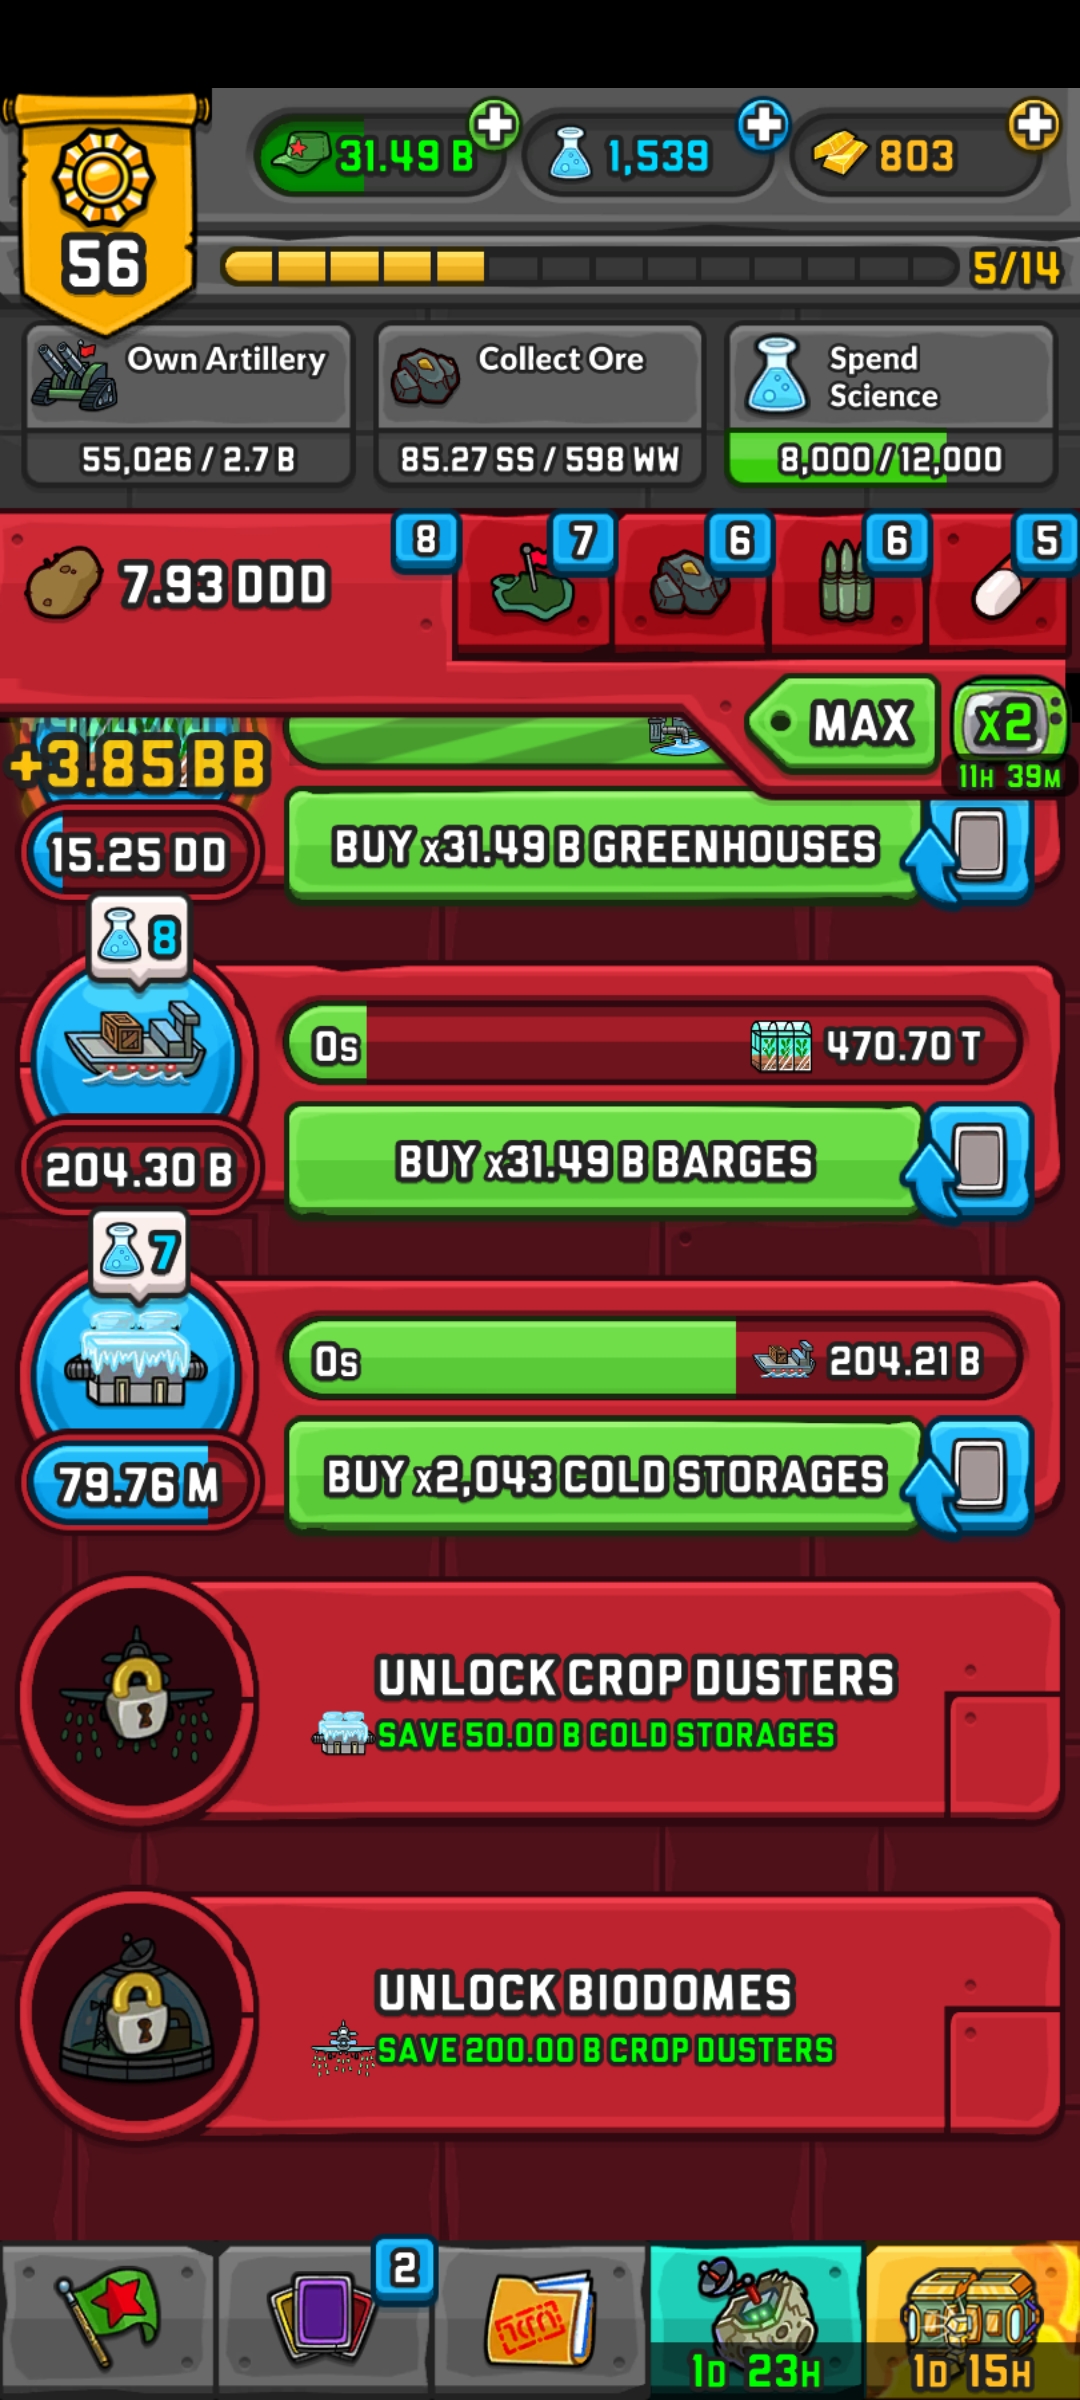 31.49 B
1,539
803
56
5/14
Own Artillery
55,026 / 2.7 B
Collect Ore
85.27 SS / 598 WW
Spend
Science
8,000 / 12,000
7.93 DDD
8
7
6
6
5
MAX
x2
11H 39M
+3.85 BB
15.25 DD
BUY x31.49 B GREENHOUSES
8
0s
470.70 T
204.30 B
BUY x31.49 B BARGES
7
0s
204.21 B
79.76 M
BUY x2,043 COLD STORAGES
UNLOCK CROP DUSTERS
SAVE 50.00 B COLD STORAGES
UNLOCK BIODOMES
SAVE 200.00 B CROP DUSTERS
2
1D 23H
1D 15H